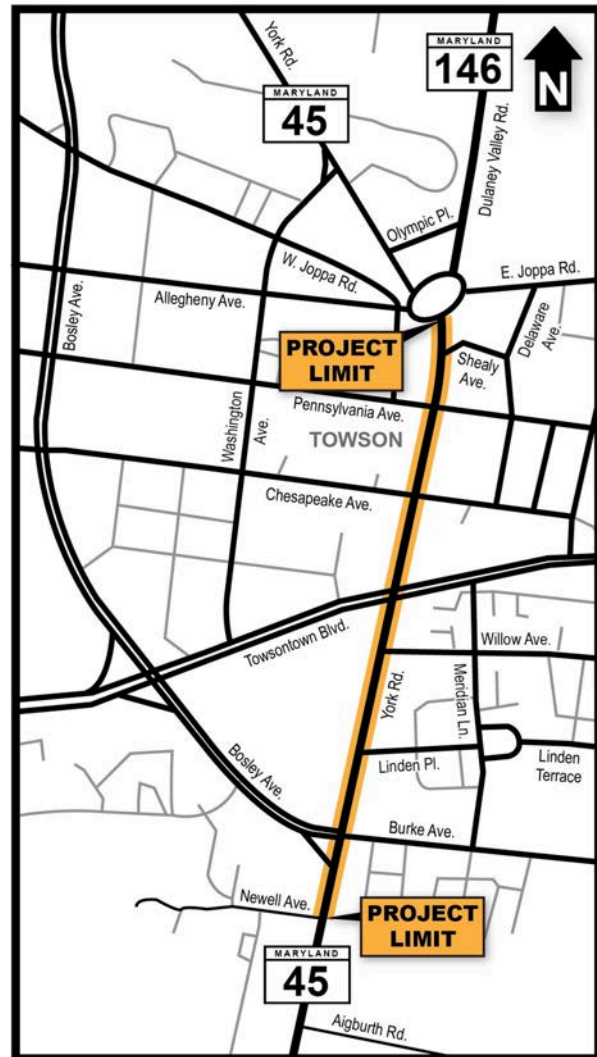 York Rd.
MARYLAND
146
N
MARYLAND
45
Dulaney Valley Rd.
Olympic Pl.
W. Joppa Rd.
E. Joppa Rd.
Allegheny Ave.
Bosley Ave.
Delaware
Ave.
PROJECT
LIMIT
Shealy
Ave.
Pennsylvania Ave.
Washington
Ave.
TOWSON
Chesapeake Ave.
Towsontown Blvd.
Willow Ave.
York Rd.
Meridian Ln.
Linden Pl.
Linden
Terrace
Bosley Ave.
Burke Ave.
Newell Ave.
PROJECT
LIMIT
MARYLAND
45
Aigburth Rd.